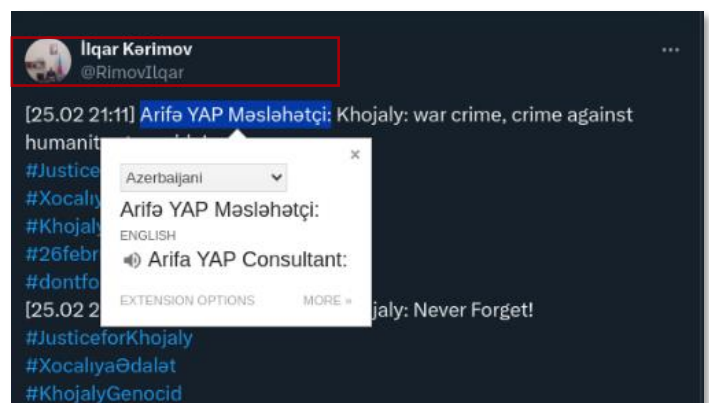 İlqar Kərimov
@RimovIlqar
[25.02 21:11] Arifə YAP Məsləhətçi: Khojaly: war crime, crime against
humanit
#Justice
#Xocalıy
#Khojaly
#26febr
#dontfo
[25.02 2
×
Azerbaijani
Arifə YAP Məsləhətçi:
ENGLISH
Arifa YAP Consultant:
EXTENSION OPTIONS MORE »
jaly: Never Forget!
#JusticeforKhojaly
#XocalıyaƏdalət
#KhojalyGenocid